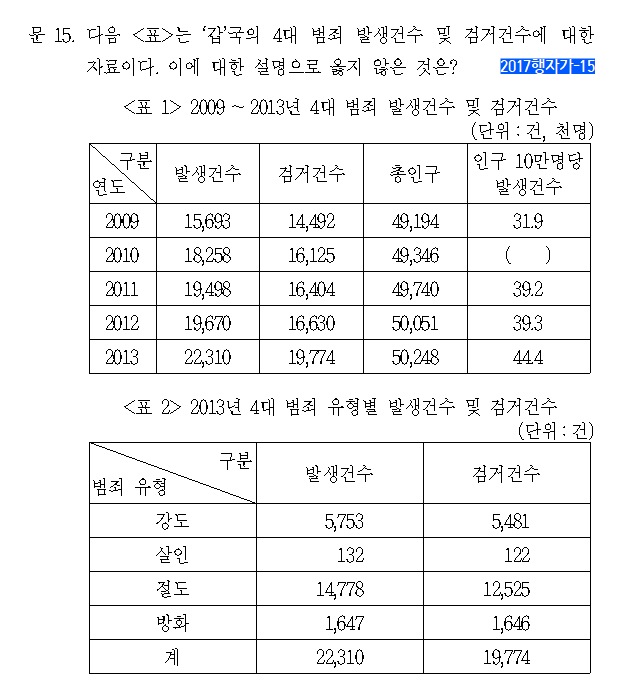 문 15. 다음 <표>는 ‘갑’국의 4대 범죄 발생건수 및 검거건수에 대한
자료이다. 이에 대한 설명으로 옳지 않은 것은? 2017행자가-15
<표 1> 2009 ~ 2013년 4대 범죄 발생건수 및 검거건수
(단위 : 건, 천명)
구분 연도 발생건수 검거건수 총인구 인구 10만명당 발생건수
2009 15,693 14,492 49,194 31.9
2010 18,258 16,125 49,346 ( )
2011 19,498 16,404 49,740 39.2
2012 19,670 16,630 50,051 39.3
2013 22,310 19,774 50,248 44.4
<표 2> 2013년 4대 범죄 유형별 발생건수 및 검거건수
(단위 : 건)
구분 범죄 유형 발생건수 검거건수
강도 5,753 5,481
살인 132 122
절도 14,778 12,525
방화 1,647 1,646
계 22,310 19,774